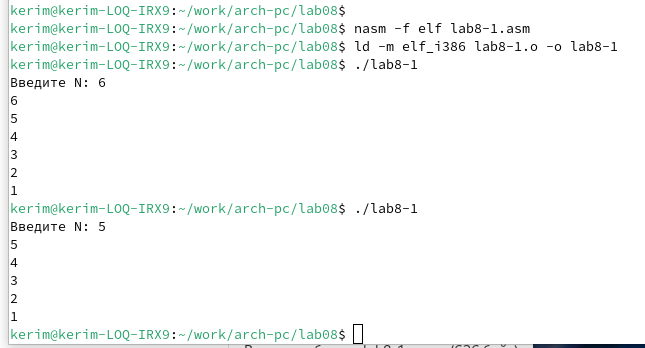 kerim@kerim-LOQ-IRX9:~/work/arch-pc/lab08$
kerim@kerim-LOQ-IRX9:~/work/arch-pc/lab08$ nasm -f elf lab8-1.asm
kerim@kerim-LOQ-IRX9:~/work/arch-pc/lab08$ ld -m elf_i386 lab8-1.o -o lab8-1
kerim@kerim-LOQ-IRX9:~/work/arch-pc/lab08$ ./lab8-1
Введите N: 6
6
5
4
3
2
1
kerim@kerim-LOQ-IRX9:~/work/arch-pc/lab08$ ./lab8-1
Введите N: 5
5
4
3
2
1
kerim@kerim-LOQ-IRX9:~/work/arch-pc/lab08$